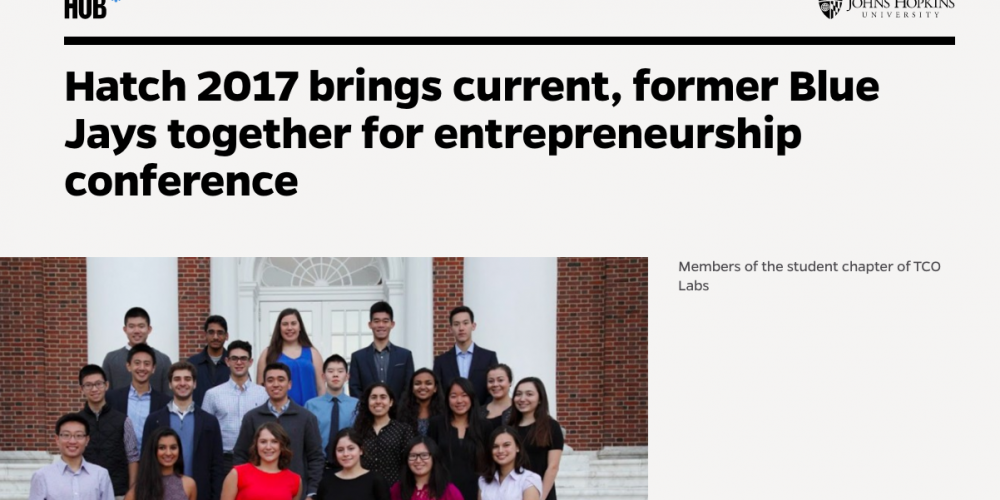 HUB
JOHNS HOPKINS
UNIVERSITY
Hatch 2017 brings current, former Blue
Jays together for entrepreneurship
conference
Members of the student chapter of TCO
Labs